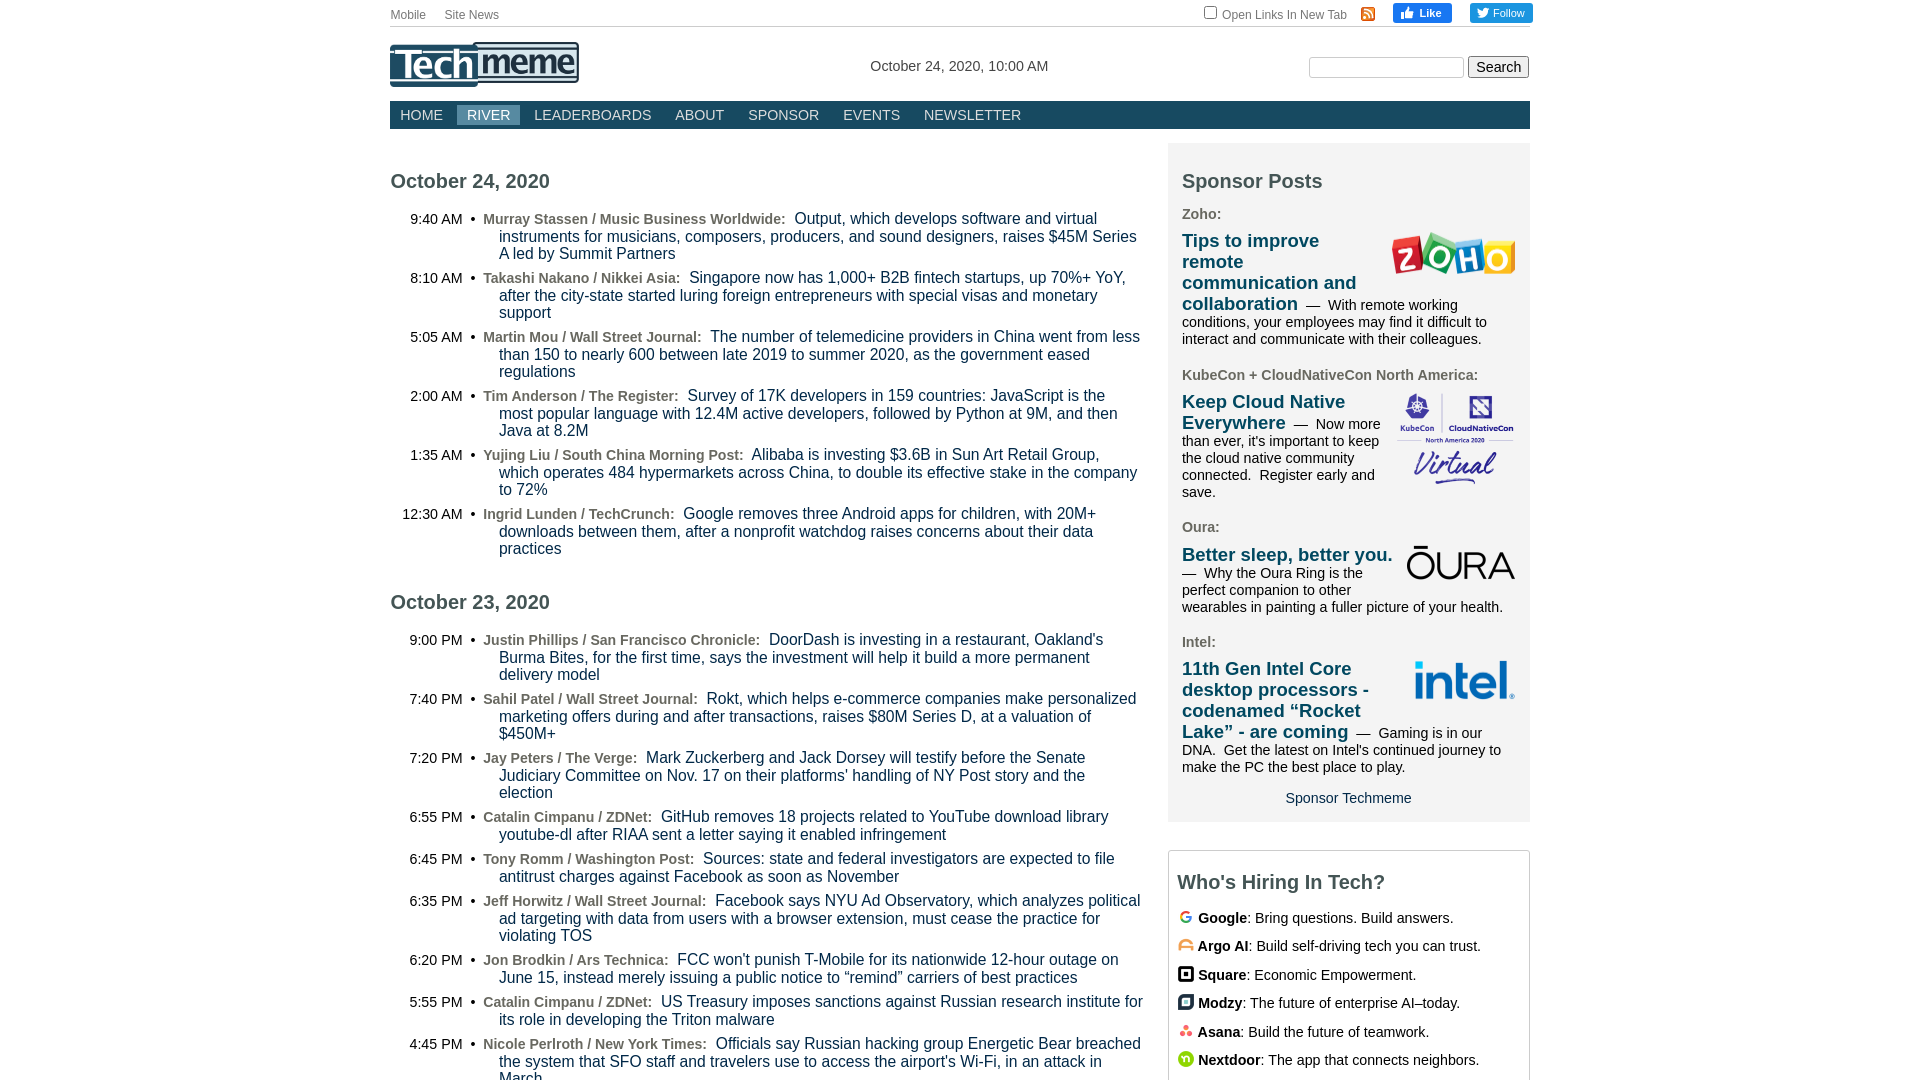 Mobile Site News Open Links In New Tab Like Follow
Techmeme October 24, 2020, 10:00 AM Search
HOME RIVER LEADERBOARDS ABOUT SPONSOR EVENTS NEWSLETTER
October 24, 2020
9:40 AM • Murray Stassen / Music Business Worldwide: Output, which develops software and virtual
instruments for musicians, composers, producers, and sound designers, raises $45M Series
A led by Summit Partners
8:10 AM • Takashi Nakano / Nikkei Asia: Singapore now has 1,000+ B2B fintech startups, up 70%+ YoY,
after the city-state started luring foreign entrepreneurs with special visas and monetary
support
5:05 AM • Martin Mou / Wall Street Journal: The number of telemedicine providers in China went from less
than 150 to nearly 600 between late 2019 to summer 2020, as the government eased
regulations
2:00 AM • Tim Anderson / The Register: Survey of 17K developers in 159 countries: JavaScript is the
most popular language with 12.4M active developers, followed by Python at 9M, and then
Java at 8.2M
1:35 AM • Yujing Liu / South China Morning Post: Alibaba is investing $3.6B in Sun Art Retail Group,
which operates 484 hypermarkets across China, to double its effective stake in the company
to 72%
12:30 AM • Ingrid Lunden / TechCrunch: Google removes three Android apps for children, with 20M+
downloads between them, after a nonprofit watchdog raises concerns about their data
practices
October 23, 2020
9:00 PM • Justin Phillips / San Francisco Chronicle: DoorDash is investing in a restaurant, Oakland's
Burma Bites, for the first time, says the investment will help it build a more permanent
delivery model
7:40 PM • Sahil Patel / Wall Street Journal: Rokt, which helps e-commerce companies make personalized
marketing offers during and after transactions, raises $80M Series D, at a valuation of
$450M+
7:20 PM • Jay Peters / The Verge: Mark Zuckerberg and Jack Dorsey will testify before the Senate
Judiciary Committee on Nov. 17 on their platforms' handling of NY Post story and the
election
6:55 PM • Catalin Cimpanu / ZDNet: GitHub removes 18 projects related to YouTube download library
youtube-dl after RIAA sent a letter saying it enabled infringement
6:45 PM • Tony Romm / Washington Post: Sources: state and federal investigators are expected to file
antitrust charges against Facebook as soon as November
6:35 PM • Jeff Horwitz / Wall Street Journal: Facebook says NYU Ad Observatory, which analyzes political
ad targeting with data from users with a browser extension, must cease the practice for
violating TOS
6:20 PM • Jon Brodkin / Ars Technica: FCC won't punish T-Mobile for its nationwide 12-hour outage on
June 15, instead merely issuing a public notice to “remind” carriers of best practices
5:55 PM • Catalin Cimpanu / ZDNet: US Treasury imposes sanctions against Russian research institute for
its role in developing the Triton malware
4:45 PM • Nicole Perlroth / New York Times: Officials say Russian hacking group Energetic Bear breached
the system that SFO staff and travelers use to access the airport's Wi-Fi, in an attack in
March
Sponsor Posts
Zoho:
ZOHO
Tips to improve
remote
communication and
collaboration — With remote working
conditions, your employees may find it difficult to
interact and communicate with their colleagues.
KubeCon + CloudNativeCon North America:
KubeCon CloudNativeCon
North America 2020
Virtual
Keep Cloud Native
Everywhere — Now more
than ever, it's important to keep
the cloud native community
connected. Register early and
save.
Oura:
ŌURA
Better sleep, better you.
— Why the Oura Ring is the
perfect companion to other
wearables in painting a fuller picture of your health.
Intel:
intel®
11th Gen Intel Core
desktop processors -
codenamed “Rocket
Lake” - are coming — Gaming is in our
DNA. Get the latest on Intel's continued journey to
make the PC the best place to play.
Sponsor Techmeme
Who's Hiring In Tech?
Google: Bring questions. Build answers.
Argo AI: Build self-driving tech you can trust.
Square: Economic Empowerment.
Modzy: The future of enterprise AI–today.
Asana: Build the future of teamwork.
Nextdoor: The app that connects neighbors.